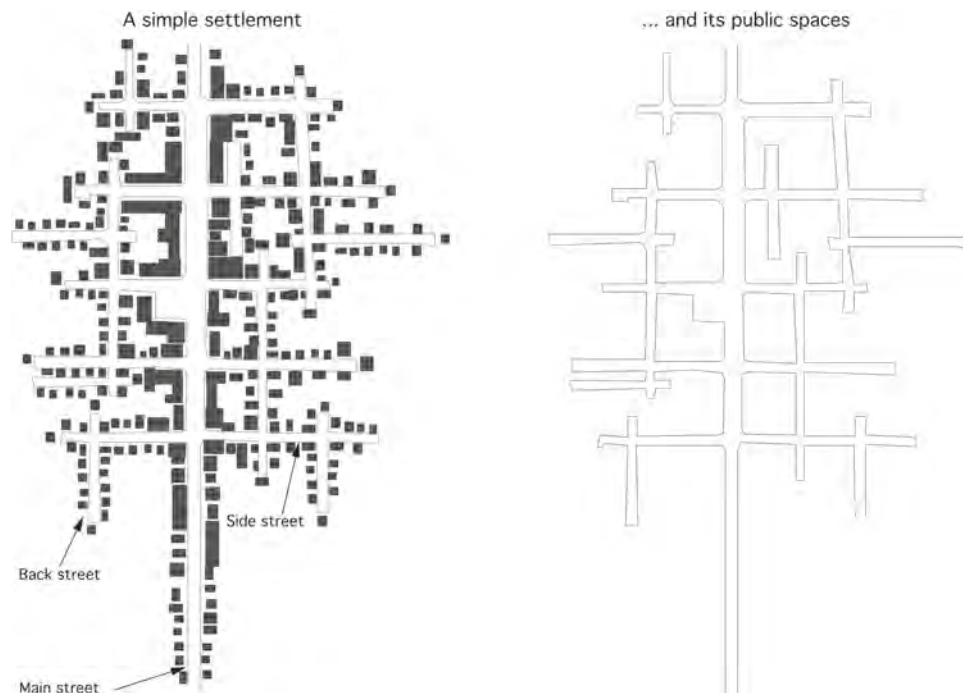 A simple settlement
... and its public spaces
Side street
Back street
Main street